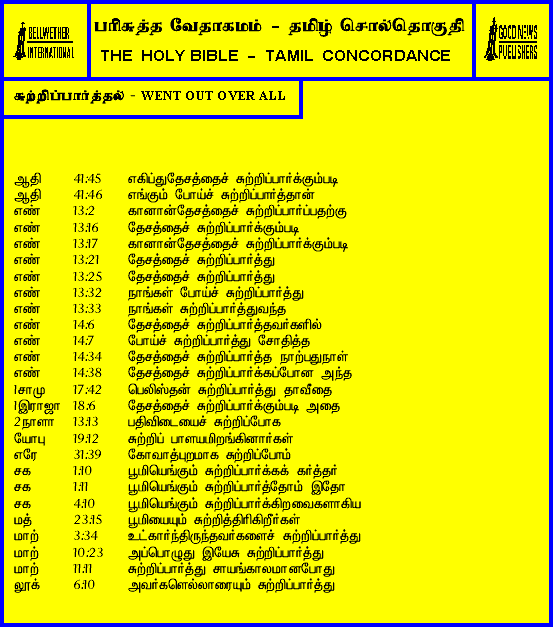 BELLWETHER INTERNATIONAL
பரிசுத்த வேதாகமம் - தமிழ் சொல்தொகுதி
THE HOLY BIBLE - TAMIL CONCORDANCE
GOOD NEWS PUBLISHERS
சுற்றிப்பார்த்தல் - WENT OUT OVER ALL
ஆதி 41:45 எகிப்துதேசத்தைச் சுற்றிப்பார்க்கும்படி
ஆதி 41:46 எங்கும் போய்ச் சுற்றிப்பார்த்தான்
எண் 13:2 கானான்தேசத்தைச் சுற்றிப்பார்ப்பதற்கு
எண் 13:16 தேசத்தைச் சுற்றிப்பார்க்கும்படி
எண் 13:17 கானான்தேசத்தைச் சுற்றிப்பார்க்கும்படி
எண் 13:21 தேசத்தைச் சுற்றிப்பார்த்து
எண் 13:25 தேசத்தைச் சுற்றிப்பார்த்து
எண் 13:32 நாங்கள் போய்ச் சுற்றிப்பார்த்து
எண் 13:33 நாங்கள் சுற்றிப்பார்த்துவந்த
எண் 14:6 தேசத்தைச் சுற்றிப்பார்த்தவர்களில்
எண் 14:7 போய்ச் சுற்றிப்பார்த்து சோதித்த
எண் 14:34 தேசத்தைச் சுற்றிப்பார்த்த நாற்பதுநாள்
எண் 14:38 தேசத்தைச் சுற்றிப்பார்க்கப்போன அந்த
1சாமு 17:42 பெலிஸ்தன் சுற்றிப்பார்த்து தாவீதை
1இராஜா 18:6 தேசத்தைச் சுற்றிப்பார்க்கும்படி அதை
2நாளா 13:13 பதிவிடையைச் சுற்றிப்போக
யோபு 19:12 சுற்றிப் பாளயமிறங்கினார்கள்
எரே 31:39 கோவாத்புறமாக சுற்றிப்போம்
சக 1:10 பூமியெங்கும் சுற்றிப்பார்க்கக் கர்த்தர்
சக 1:11 பூமியெங்கும் சுற்றிப்பார்த்தோம் இதோ
சக 4:10 பூமியெங்கும் சுற்றிப்பார்க்கிறவைகளாகிய
மத் 23:15 பூமியையும் சுற்றித்திரிகிறீர்கள்
மாற் 3:34 உட்கார்ந்திருந்தவர்களைச் சுற்றிப்பார்த்து
மாற் 10:23 அப்பொழுது இயேசு சுற்றிப்பார்த்து
மாற் 11:11 சுற்றிப்பார்த்து சாயங்காலமானபோது
லூக் 6:10 அவர்களெல்லாரையும் சுற்றிப்பார்த்து